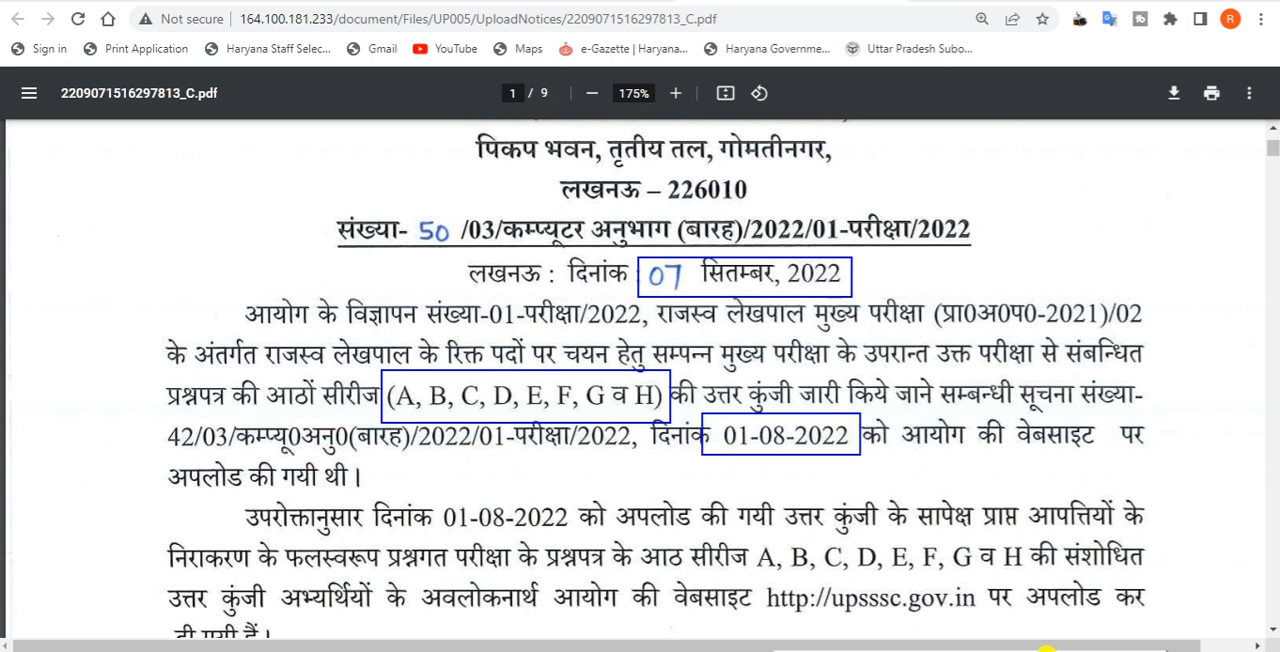 Not secure | 164.100.181.233/document/Files/UP005/UploadNotices/2209071516297813_C.pdf
R
Sign in Print Application Haryana Staff Selec... Gmail YouTube Maps e-Gazette | Haryana... Haryana Governme... Uttar Pradesh Subo...
2209071516297813_C.pdf 1 / 9 175%
पिकप भवन, तृतीय तल, गोमतीनगर,
लखनऊ – 226010
संख्या- 50 /03/कम्प्यूटर अनुभाग (बारह)/2022/01-परीक्षा/2022
लखनऊ : दिनांक : 07 सितम्बर, 2022
आयोग के विज्ञापन संख्या-01-परीक्षा/2022, राजस्व लेखपाल मुख्य परीक्षा (प्रा0अ0प0-2021)/02
के अंतर्गत राजस्व लेखपाल के रिक्त पदों पर चयन हेतु सम्पन्न मुख्य परीक्षा के उपरान्त उक्त परीक्षा से संबन्धित
प्रश्नपत्र की आठों सीरीज (A, B, C, D, E, F, G व H) की उत्तर कुंजी जारी किये जाने सम्बन्धी सूचना संख्या-
42/03/कम्प्यू0अनु0(बारह)/2022/01-परीक्षा/2022, दिनांक 01-08-2022 को आयोग की वेबसाइट पर
अपलोड की गयी थी।
उपरोक्तानुसार दिनांक 01-08-2022 को अपलोड की गयी उत्तर कुंजी के सापेक्ष प्राप्त आपत्तियों के
निराकरण के फलस्वरूप प्रश्नगत परीक्षा के प्रश्नपत्र के आठ सीरीज A, B, C, D, E, F, G व H की संशोधित
उत्तर कुंजी अभ्यर्थियों के अवलोकनार्थ आयोग की वेबसाइट http://upsssc.gov.in पर अपलोड कर
दी गयी हैं।